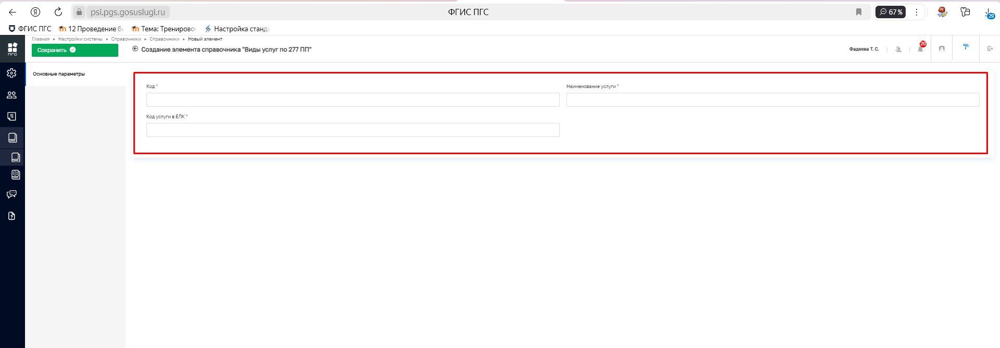 psi.pgs.gosuslugi.ru
ФГИС ПГС
67%
29
ФГИС ПГС
12 Проведение б
Тема: Трениров
Настройка станд
Главная ▸ Настройки системы ▸ Справочники ▸ Справочники ▸ Новый элемент
ПГС
Сохранить
Создание элемента справочника "Виды услуг по 277 ПП"
Фадеева Т. С.
20
Основные параметры
Код *
Наименование услуги *
Код услуги в ЕЛК *